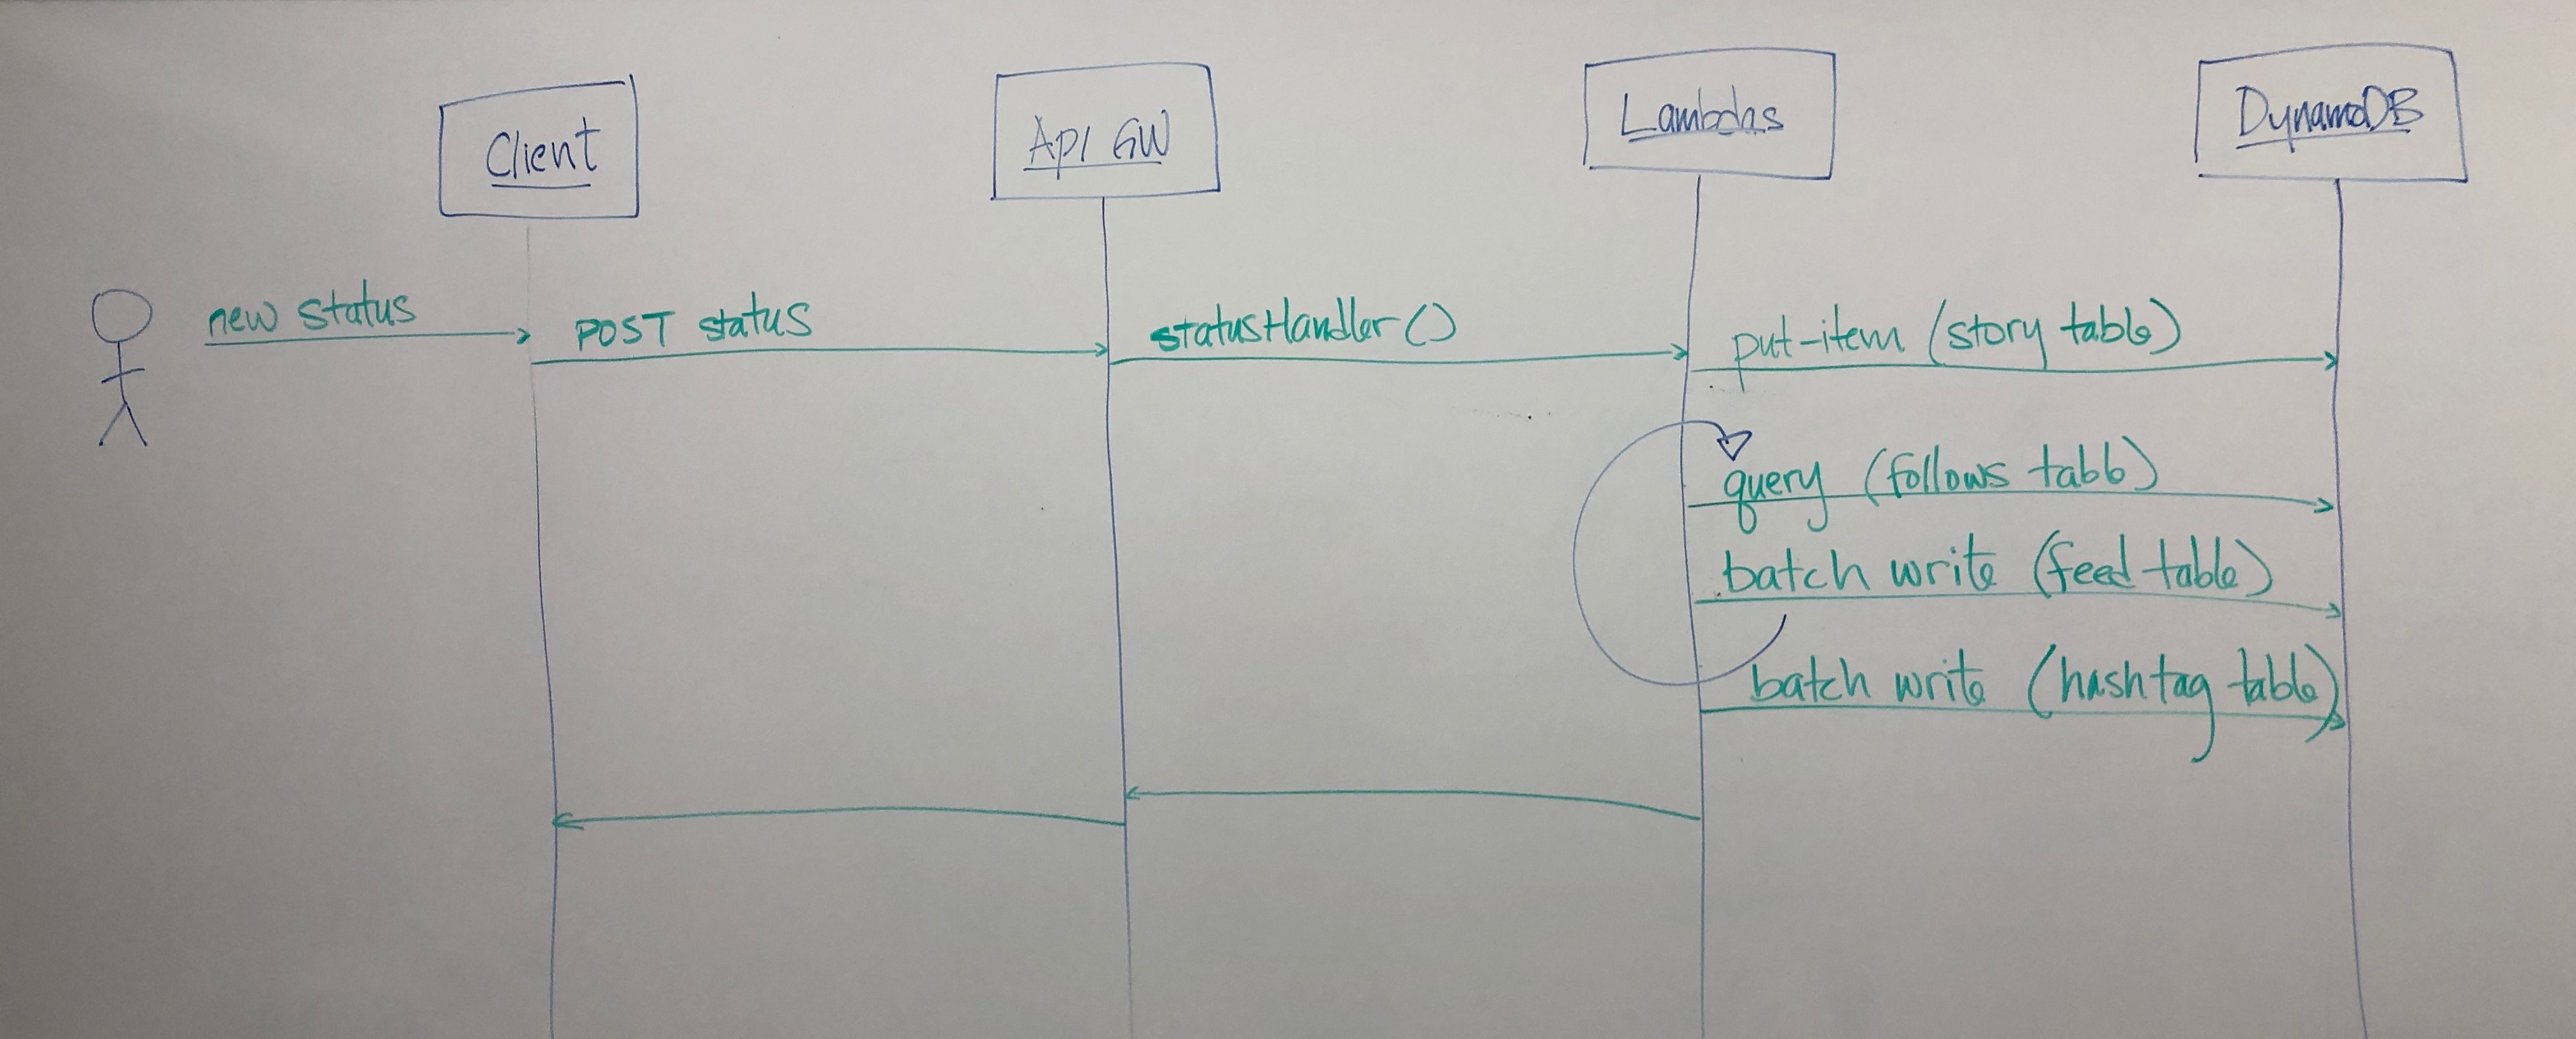 Client
Api GW
Lambdas
DynamoDB
new status
POST status
statusHandler()
put-item (story table)
query (follows table)
batch write (feed table)
batch write (hashtag table)